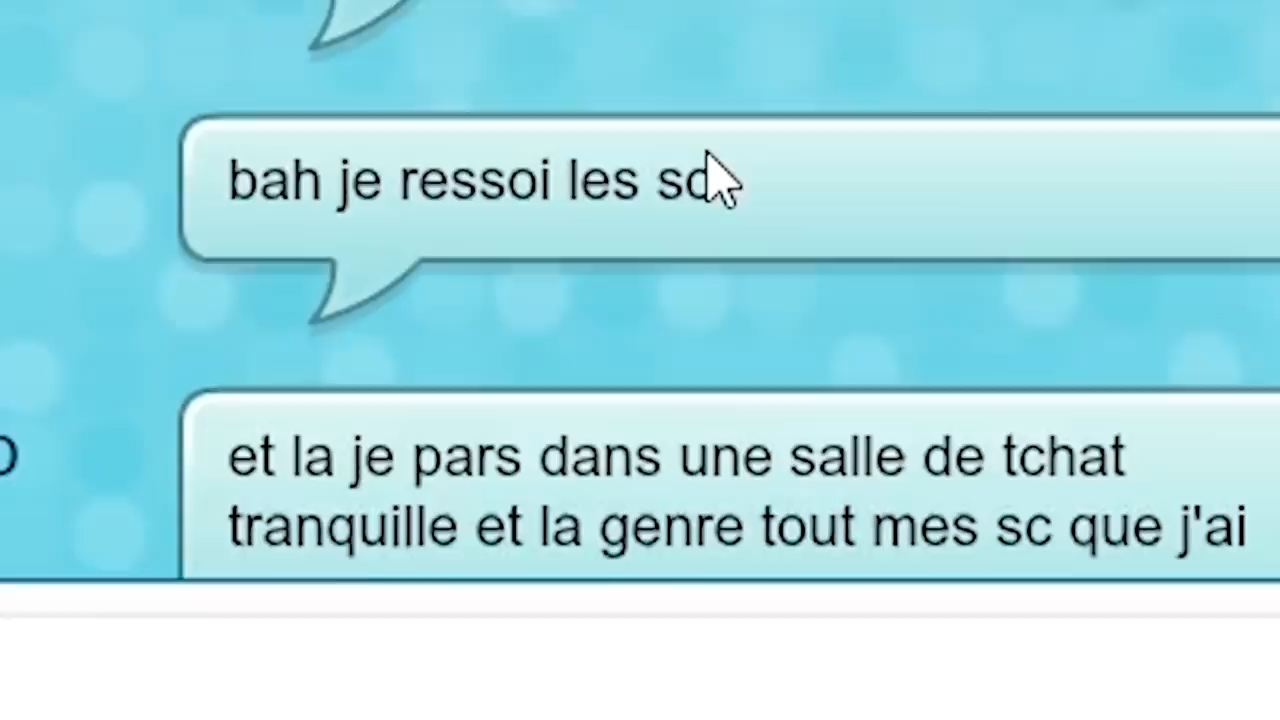 bah je ressoi les sc
et la je pars dans une salle de tchat
tranquille et la genre tout mes sc que j'ai